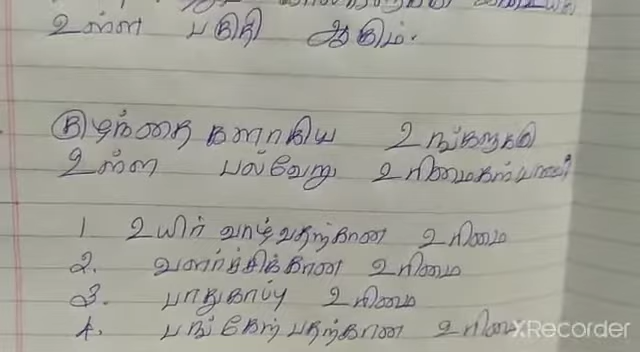 உள்ள பகுதி ஆகும்.
குழந்தை களாகிய உங்களுக்கு
உள்ள பல்வேறு உரிமைகள் யாவை
1 உயிர் வாழ்வதற்கான உரிமை
2. வளர்ச்சிக்கான உரிமை
3. பாதுகாப்பு உரிமை
4. பங்கேற்பதற்கான உரிமை
XRecorder